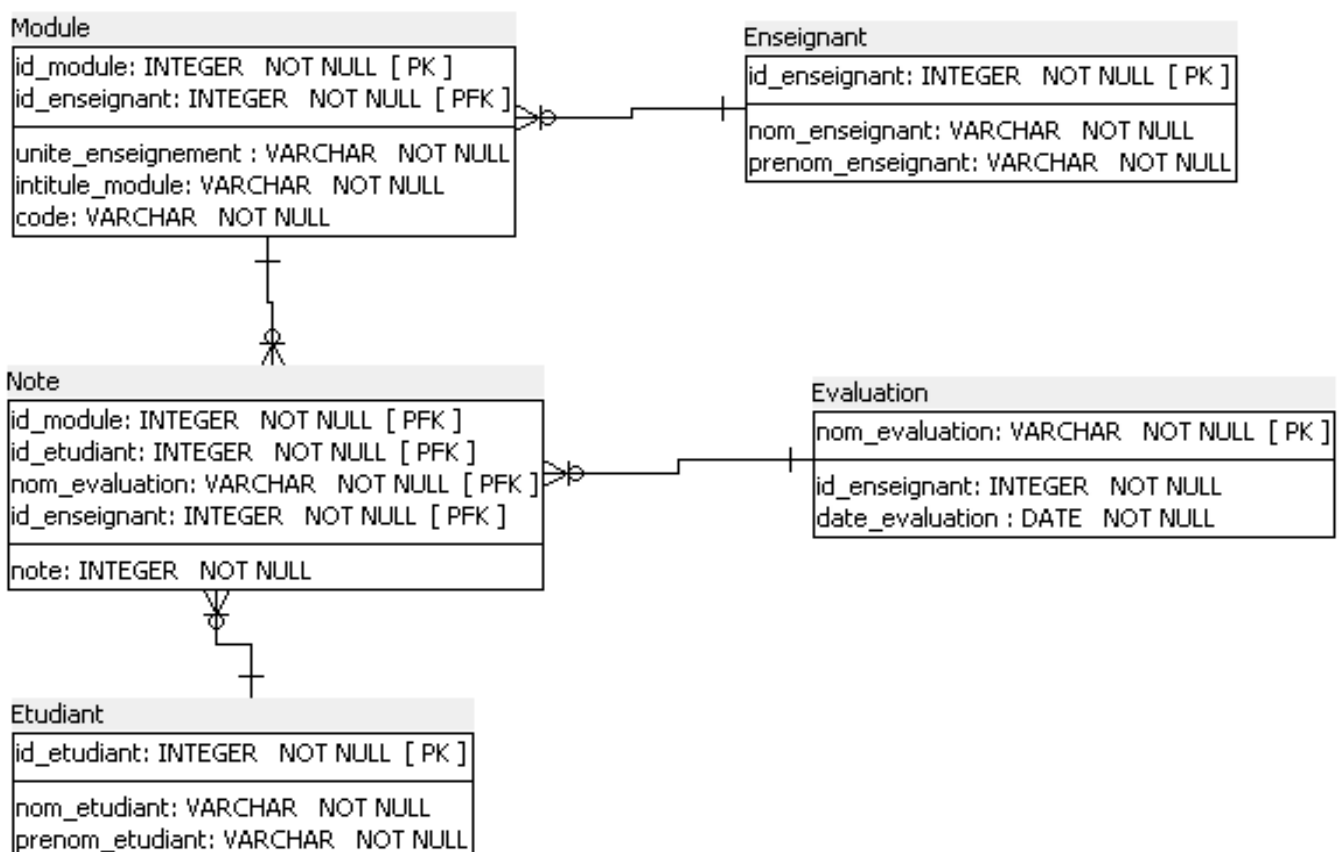 Module
id_module: INTEGER NOT NULL [ PK ]
id_enseignant: INTEGER NOT NULL [ PFK ]
unite_enseignement : VARCHAR NOT NULL
intitule_module: VARCHAR NOT NULL
code: VARCHAR NOT NULL
Enseignant
id_enseignant: INTEGER NOT NULL [ PK ]
nom_enseignant: VARCHAR NOT NULL
prenom_enseignant: VARCHAR NOT NULL
Note
id_module: INTEGER NOT NULL [ PFK ]
id_etudiant: INTEGER NOT NULL [ PFK ]
nom_evaluation: VARCHAR NOT NULL [ PFK ]
id_enseignant: INTEGER NOT NULL [ PFK ]
note: INTEGER NOT NULL
Evaluation
nom_evaluation: VARCHAR NOT NULL [ PK ]
id_enseignant: INTEGER NOT NULL
date_evaluation : DATE NOT NULL
Etudiant
id_etudiant: INTEGER NOT NULL [ PK ]
nom_etudiant: VARCHAR NOT NULL
prenom_etudiant: VARCHAR NOT NULL